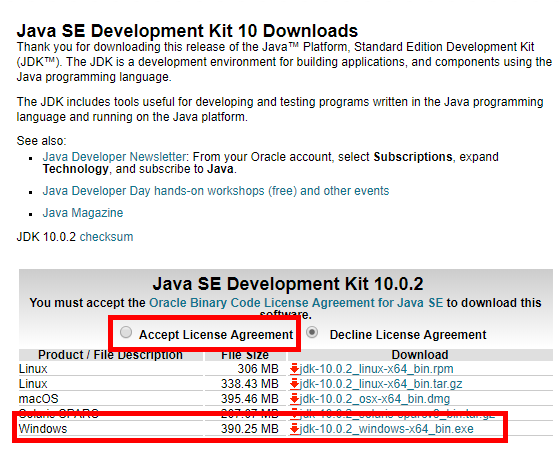 Java SE Development Kit 10 Downloads
Thank you for downloading this release of the Java™ Platform, Standard Edition Development Kit
(JDK™). The JDK is a development environment for building applications, and components using the
Java programming language.
The JDK includes tools useful for developing and testing programs written in the Java programming
language and running on the Java platform.
See also:
Java Developer Newsletter: From your Oracle account, select Subscriptions, expand
Technology, and subscribe to Java.
Java Developer Day hands-on workshops (free) and other events
Java Magazine
JDK 10.0.2 checksum
Java SE Development Kit 10.0.2
You must accept the Oracle Binary Code License Agreement for Java SE to download this
software.
Accept License Agreement Decline License Agreement
Product / File Description File Size Download
Linux 306 MB jdk-10.0.2_linux-x64_bin.rpm
Linux 338.43 MB jdk-10.0.2_linux-x64_bin.tar.gz
macOS 395.46 MB jdk-10.0.2_osx-x64_bin.dmg
Solaris SPARC MB jdk-10.0.2_solaris-sparcv9_bin.tar.gz
Windows 390.25 MB jdk-10.0.2_windows-x64_bin.exe